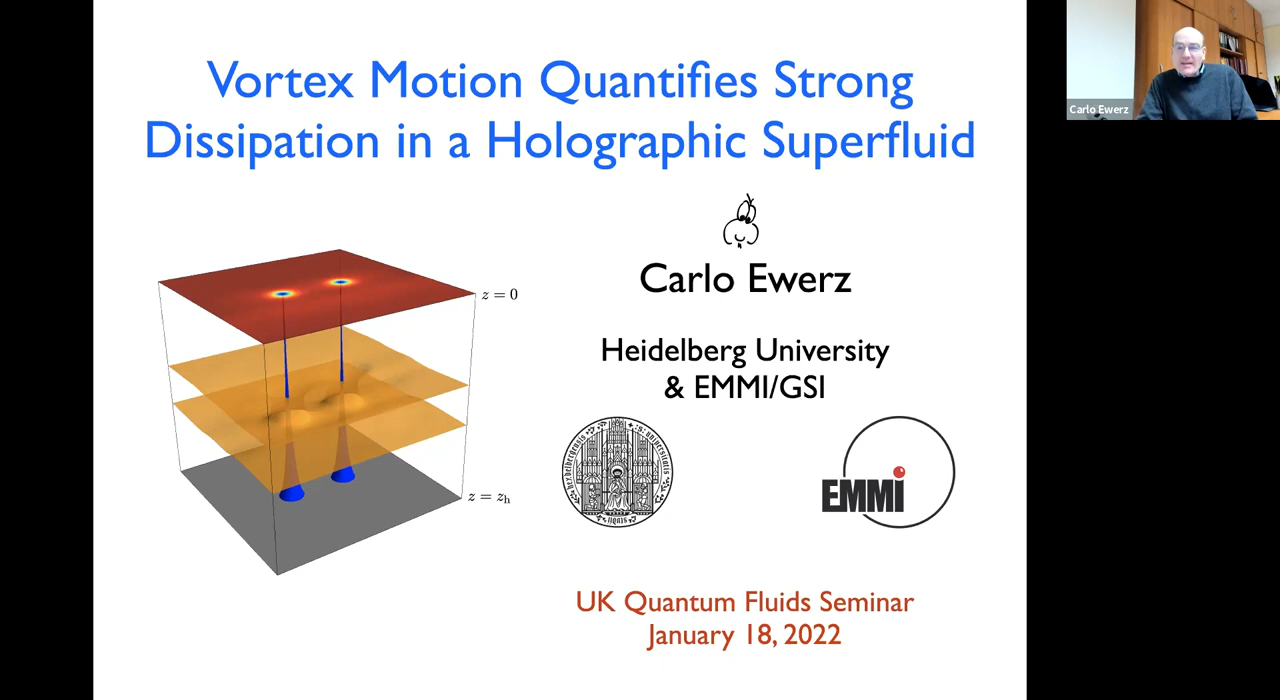 Vortex Motion Quantifies Strong
Dissipation in a Holographic Superfluid
Carlo Ewerz
z = 0
Carlo Ewerz
Heidelberg University
& EMMI/GSI
z = zh
EMMI
UK Quantum Fluids Seminar
January 18, 2022